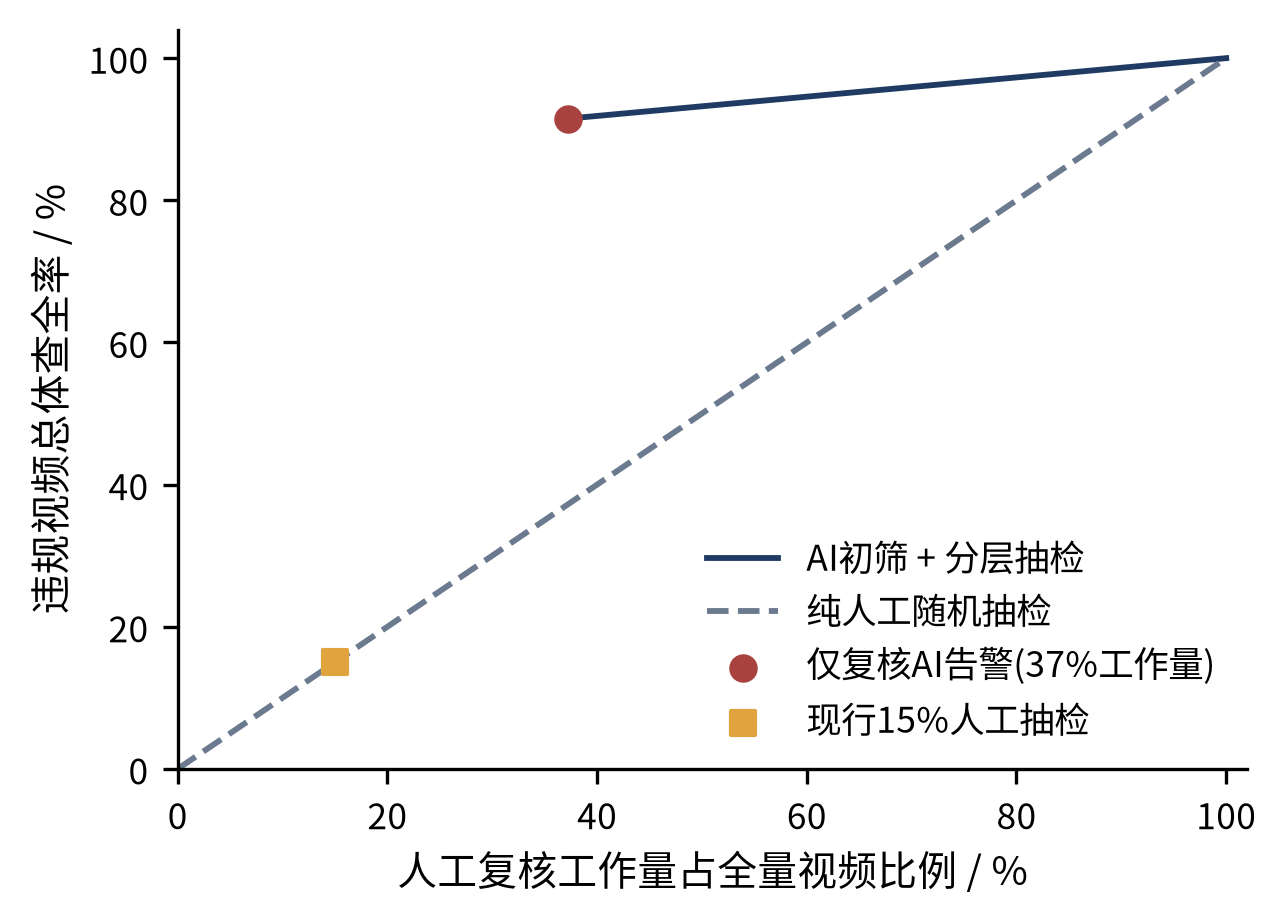 违规视频总体查全率 / %
100
80
60
40
20
0
AI初筛 + 分层抽检
纯人工随机抽检
仅复核AI告警(37%工作量)
现行15%人工抽检
0 20 40 60 80 100
人工复核工作量占全量视频比例 / %